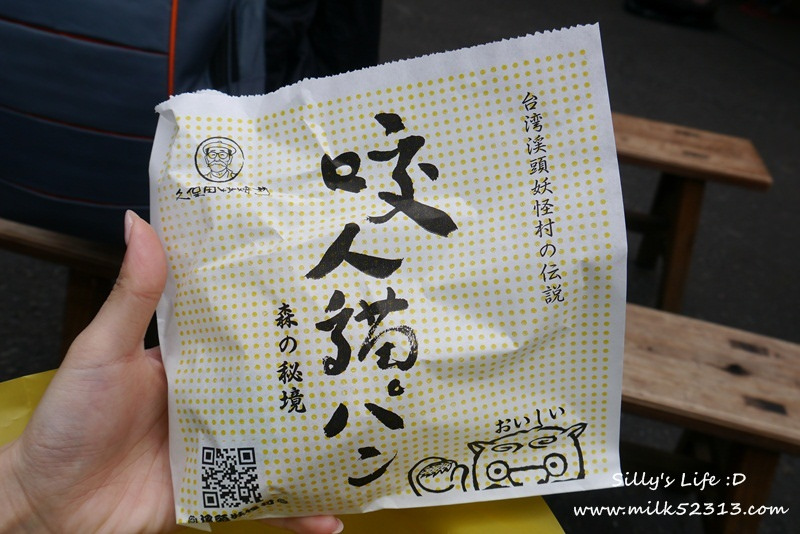 台湾渓頭妖怪村の伝説
咬人貓パン
森の秘境
おいしい
Silly's Life :D
www.milk52313.com